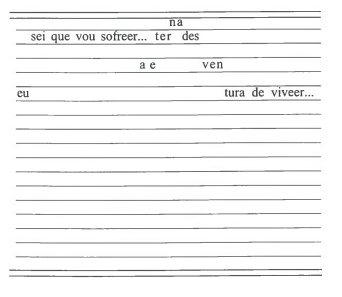 na
sei que vou sofreer... ter des
a e ven
eu tura de viveer...